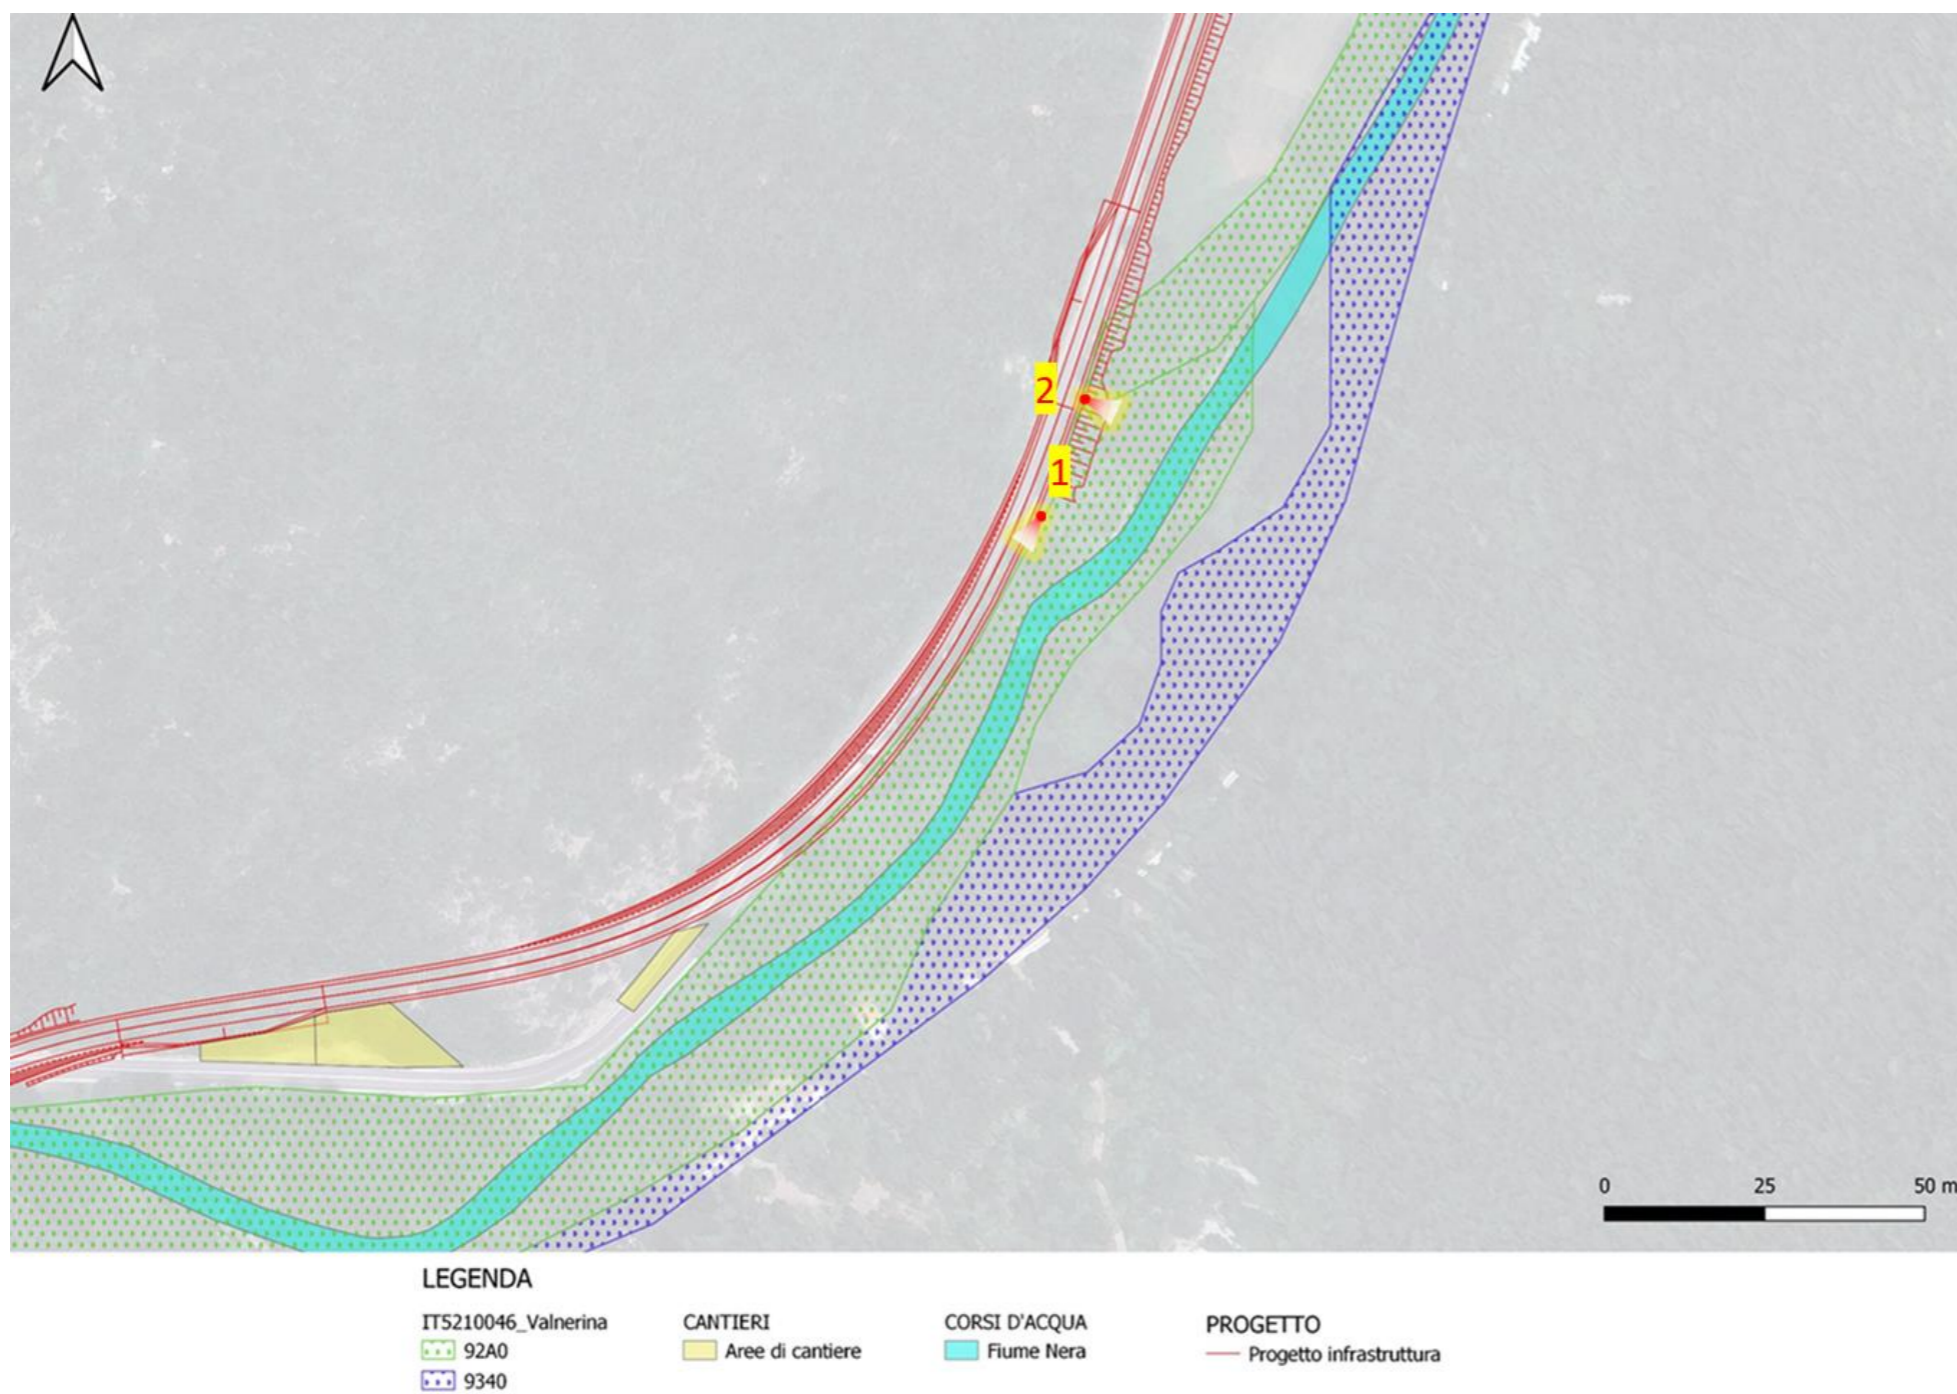 2
1
0 25 50 m
LEGENDA
IT5210046_Valnerina
92A0
9340
CANTIERI
Aree di cantiere
CORSI D'ACQUA
Fiume Nera
PROGETTO
Progetto infrastruttura